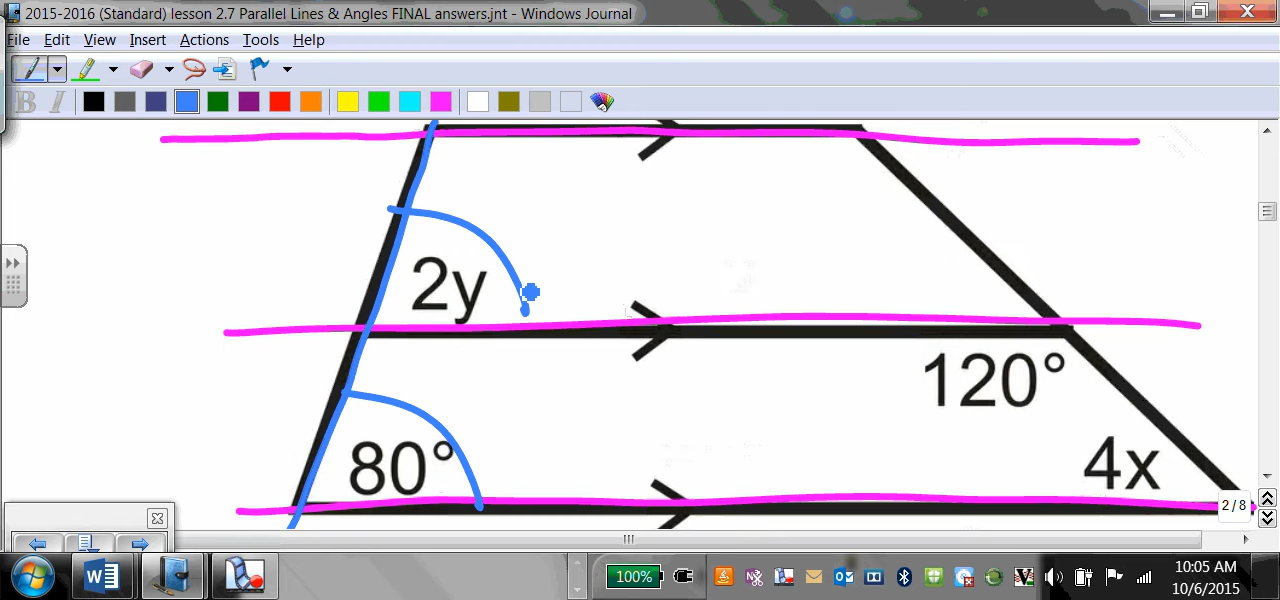 2015-2016 (Standard) lesson 2.7 Parallel Lines & Angles FINAL answers.jnt - Windows Journal
File Edit View Insert Actions Tools Help
B I
2y
120°
80°
4x
2 / 8
W
100%
10:05 AM
10/6/2015